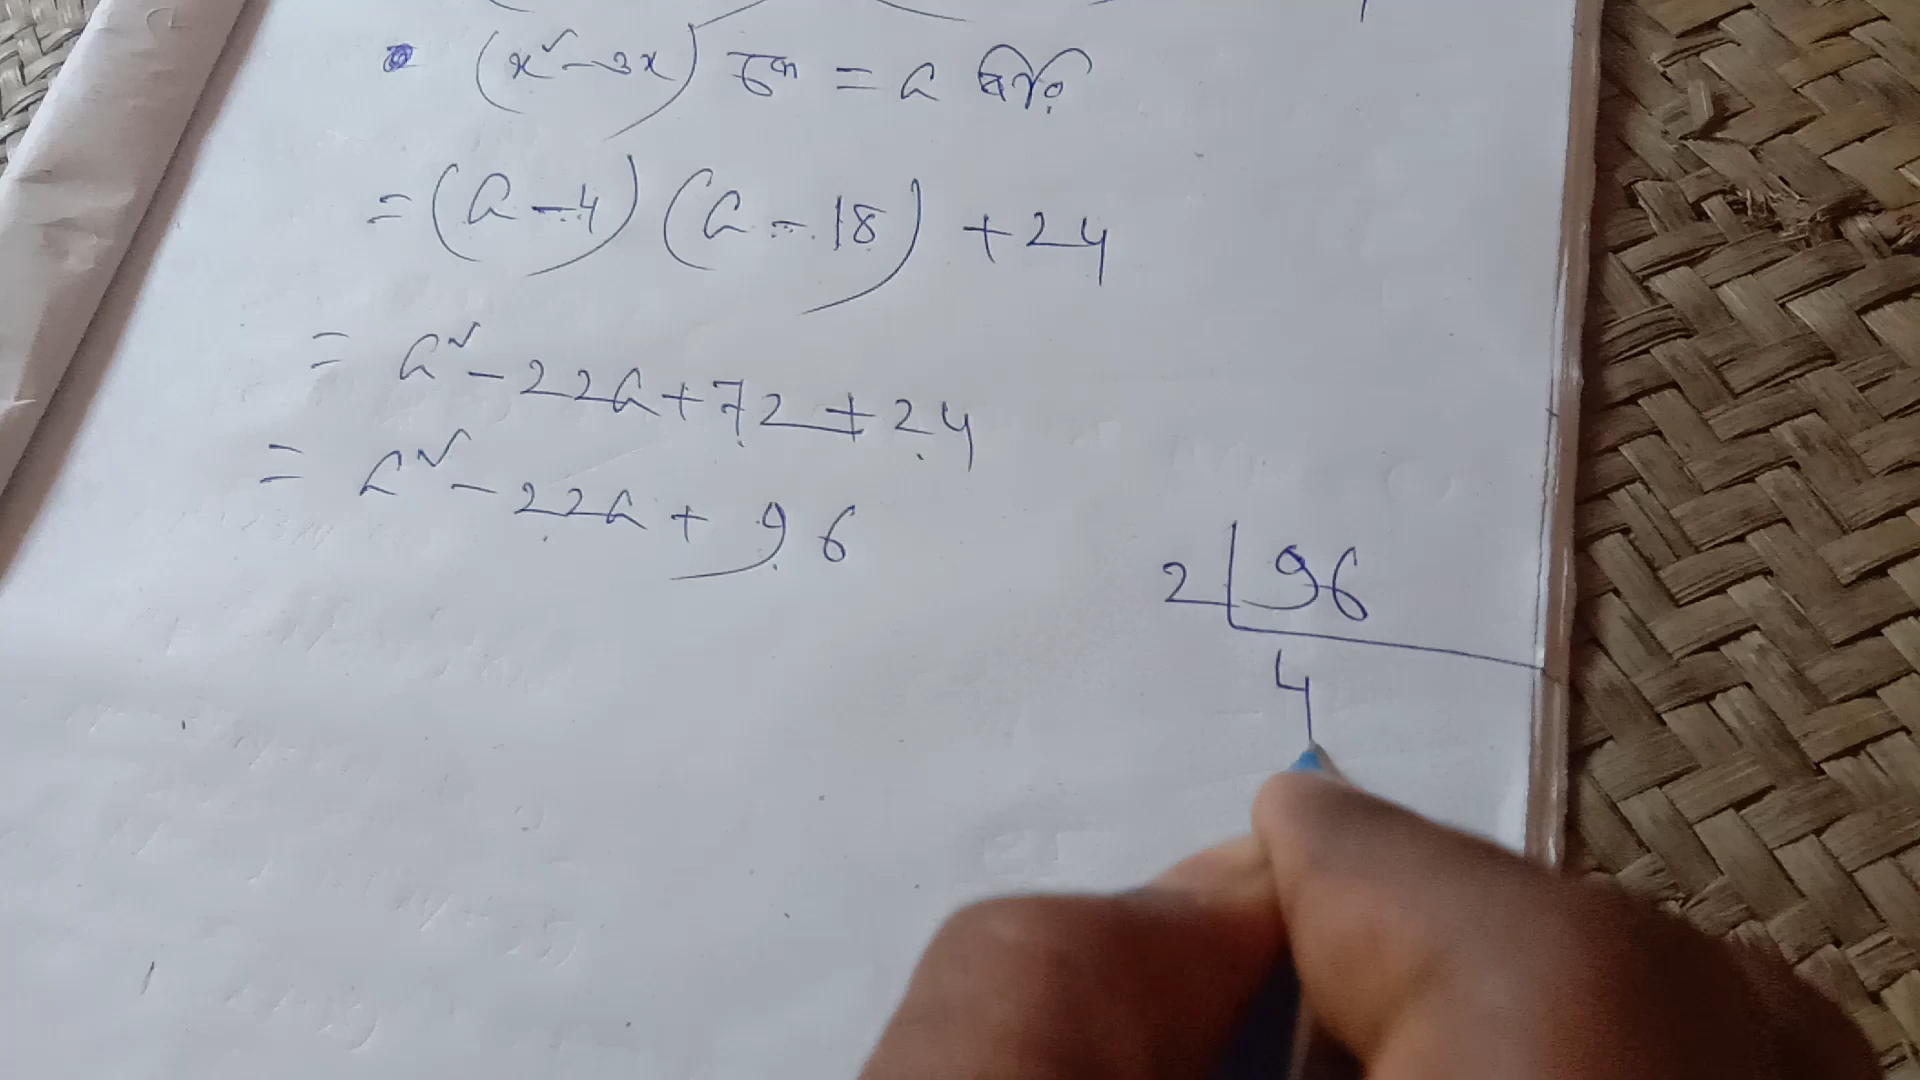 (x² - 3x) কে = a ধরি
= (a - 4) (a - 18) + 24
= a² - 22a + 72 + 24
= a² - 22a + 96
2 | 96
4